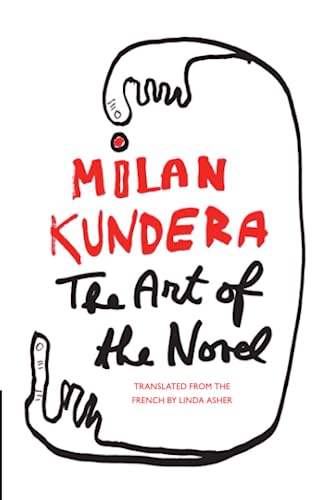 MILAN
KUNDERA
The Art of
the Novel
TRANSLATED FROM THE
FRENCH BY LINDA ASHER